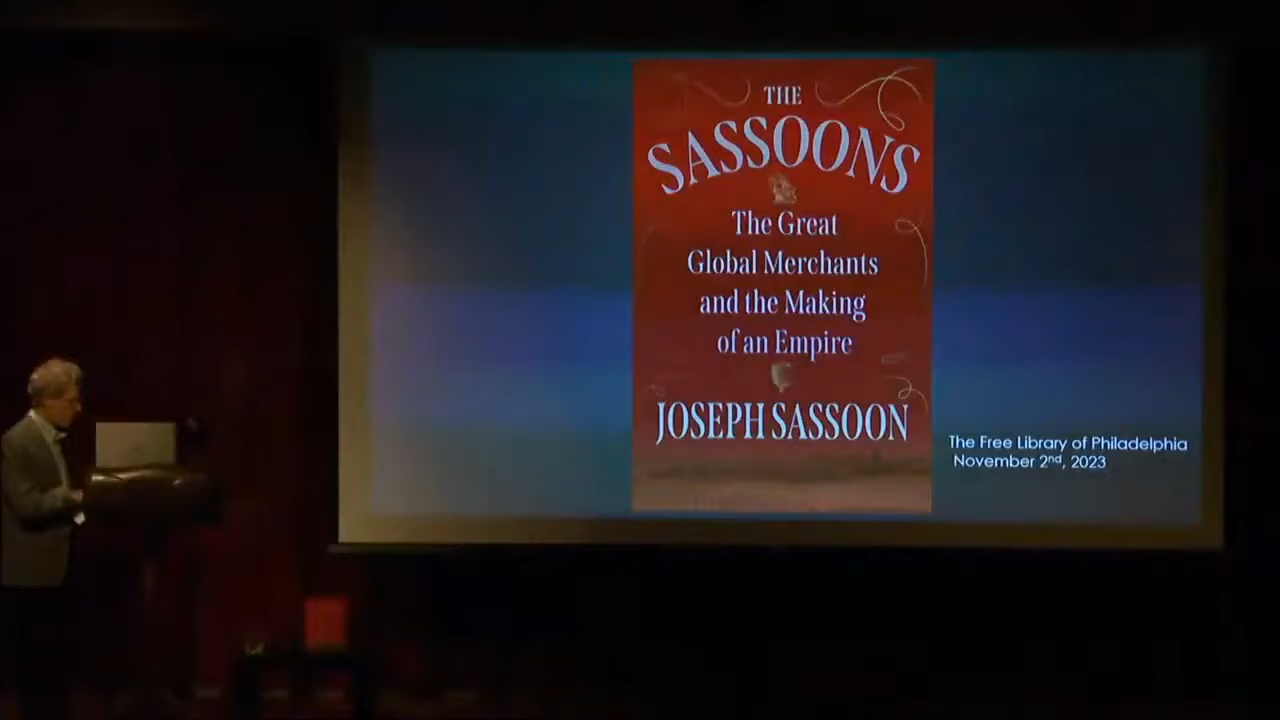 THE
SASSOONS
The Great
Global Merchants
and the Making
of an Empire
JOSEPH SASSOON
The Free Library of Philadelphia
November 2nd, 2023